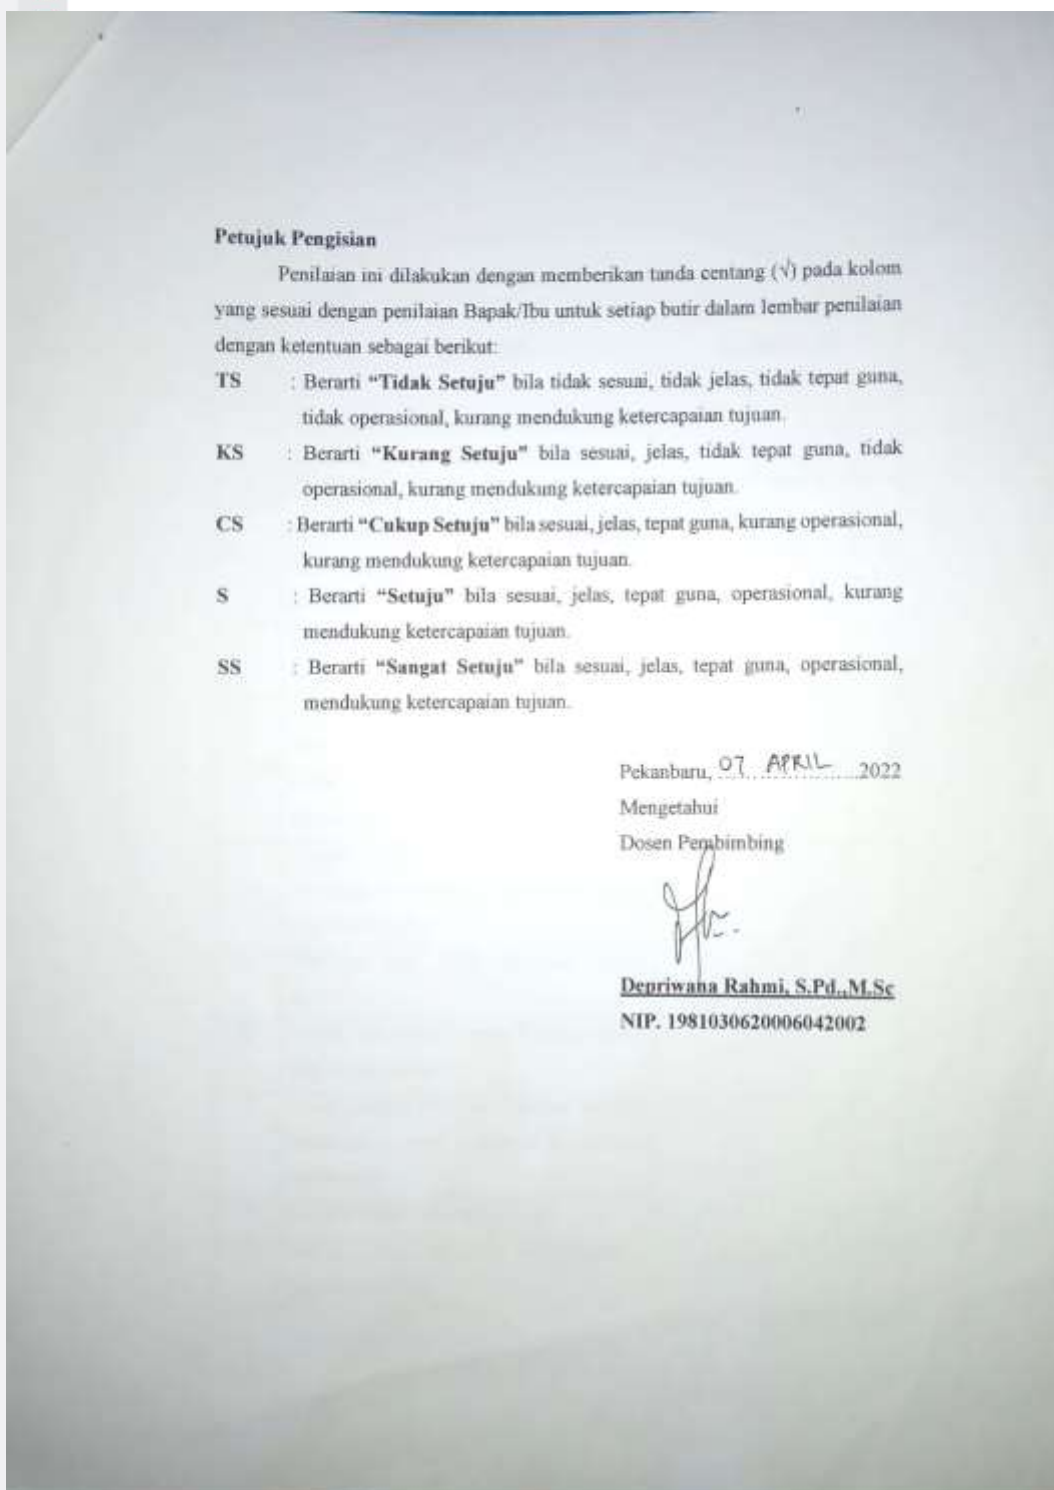 Petujuk Pengisian
Penilaian ini dilakukan dengan memberikan tanda centang (√) pada kolom
yang sesuai dengan penilaian Bapak/Ibu untuk setiap butir dalam lembar penilaian
dengan ketentuan sebagai berikut:
TS : Berarti “Tidak Setuju” bila tidak sesuai, tidak jelas, tidak tepat guna,
tidak operasional, kurang mendukung ketercapaian tujuan.
KS : Berarti “Kurang Setuju” bila sesuai, jelas, tidak tepat guna, tidak
operasional, kurang mendukung ketercapaian tujuan.
CS : Berarti “Cukup Setuju” bila sesuai, jelas, tepat guna, kurang operasional,
kurang mendukung ketercapaian tujuan.
S : Berarti “Setuju” bila sesuai, jelas, tepat guna, operasional, kurang
mendukung ketercapaian tujuan.
SS : Berarti “Sangat Setuju” bila sesuai, jelas, tepat guna, operasional,
mendukung ketercapaian tujuan.
Pekanbaru, 07 APRIL 2022
Mengetahui
Dosen Pembimbing
Depriwana Rahmi, S.Pd.,M.Sc
NIP. 1981030620006042002